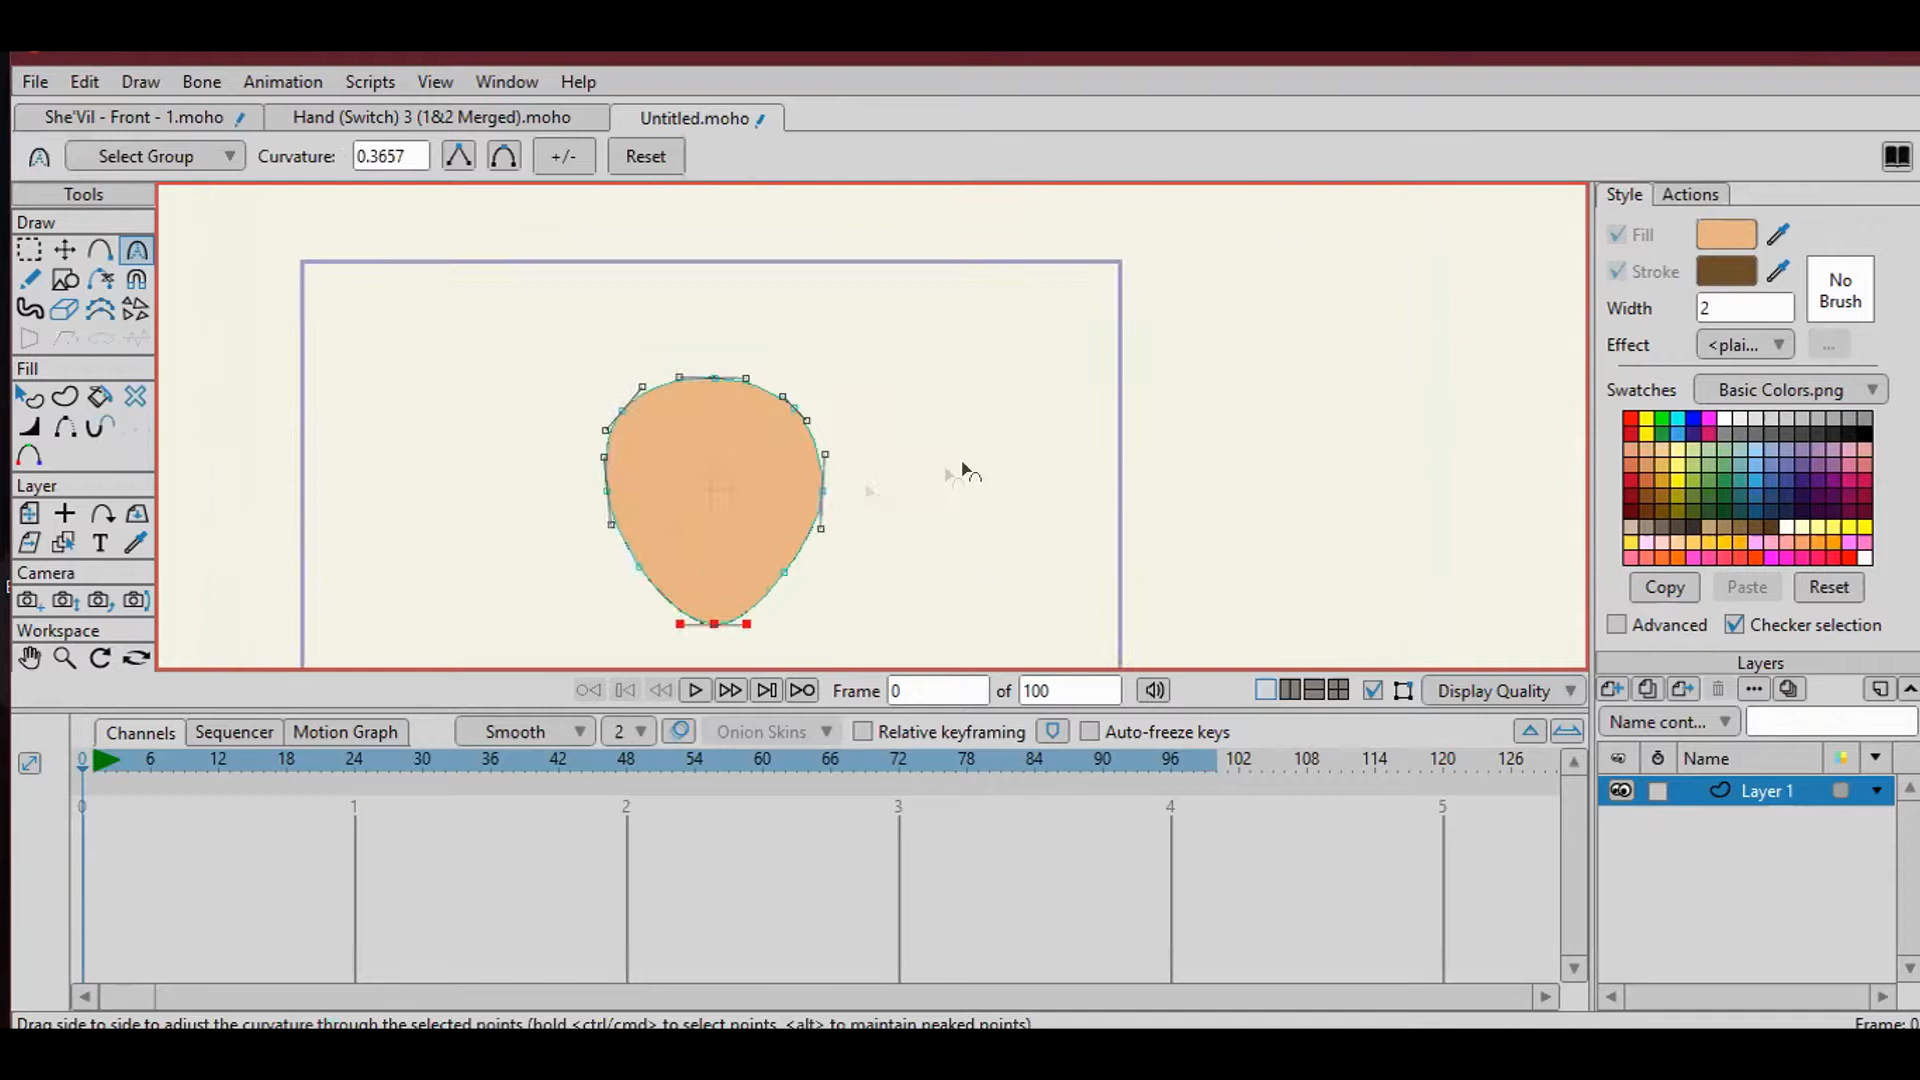 File Edit Draw Bone Animation Scripts View Window Help
She'Vil - Front - 1.moho Hand (Switch) 3 (1&2 Merged).moho Untitled.moho
Select Group Curvature: 0.3657 +/- Reset
Tools
Draw
Fill
Layer
T
Camera
Workspace
Style Actions
Fill
Stroke
No
Brush
Width 2
Effect <plai... ...
Swatches Basic Colors.png
Copy Paste Reset
Advanced Checker selection
Layers
Frame 0 of 100 Display Quality
Name cont...
Channels Sequencer Motion Graph Smooth 2 Onion Skins Relative keyframing Auto-freeze keys
0 6 12 18 24 30 36 42 48 54 60 66 72 78 84 90 96 102 108 114 120 126
0 1 2 3 4 5
Name
Layer 1
Drag side to side to adjust the curvature through the selected points (hold <ctrl/cmd> to select points, <alt> to maintain peaked points)
Frame: 0